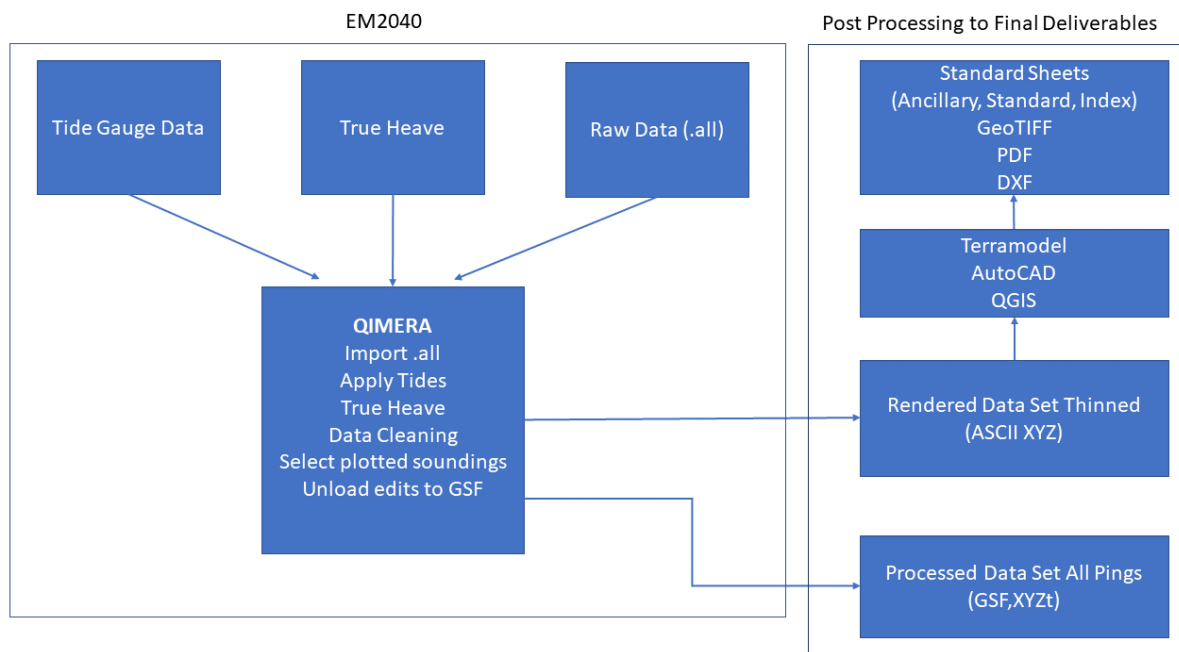 EM2040
Tide Gauge Data
True Heave
Raw Data (.all)
QIMERA
Import .all
Apply Tides
True Heave
Data Cleaning
Select plotted soundings
Unload edits to GSF
Post Processing to Final Deliverables
Standard Sheets
(Ancillary, Standard, Index)
GeoTIFF
PDF
DXF
Terramodel
AutoCAD
QGIS
Rendered Data Set Thinned
(ASCII XYZ)
Processed Data Set All Pings
(GSF,XYZt)